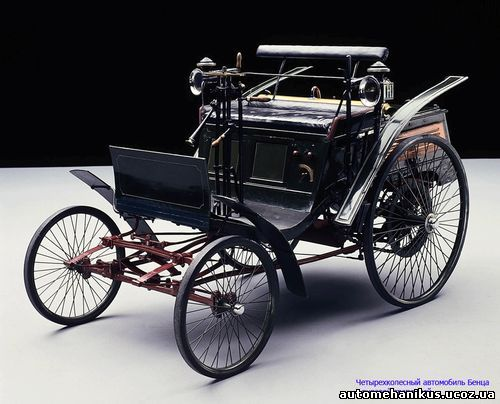 Четырехколесный автомобиль Бенца
automehanikus.ucoz.ua